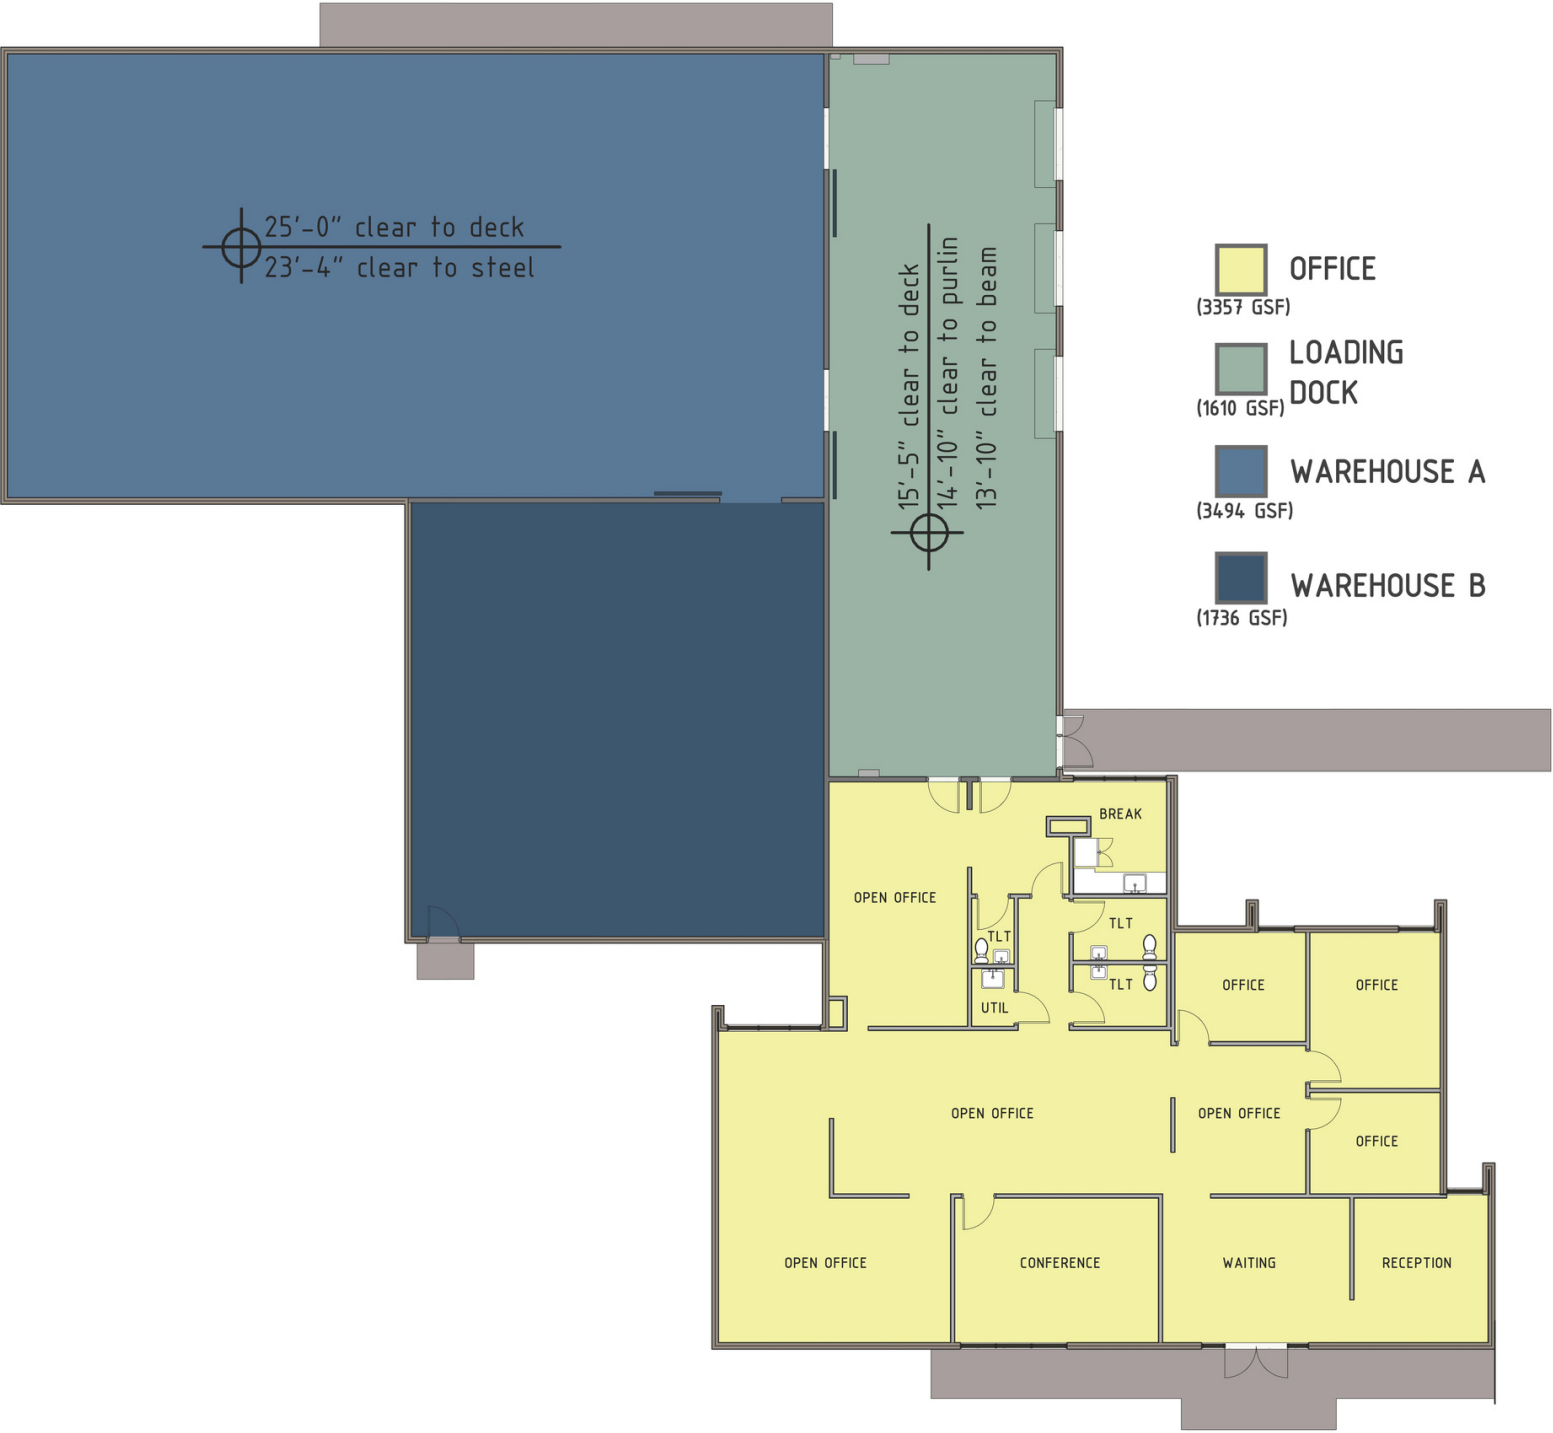 25'-0" clear to deck
23'-4" clear to steel
15'-5" clear to deck
14'-10" clear to purlin
13'-10" clear to beam
OFFICE
(3357 GSF)
LOADING
DOCK
(1610 GSF)
WAREHOUSE A
(3494 GSF)
WAREHOUSE B
(1736 GSF)
BREAK
OPEN OFFICE
TLT
TLT
TLT
UTIL
OFFICE
OFFICE
OPEN OFFICE
OPEN OFFICE
OFFICE
OPEN OFFICE
CONFERENCE
WAITING
RECEPTION